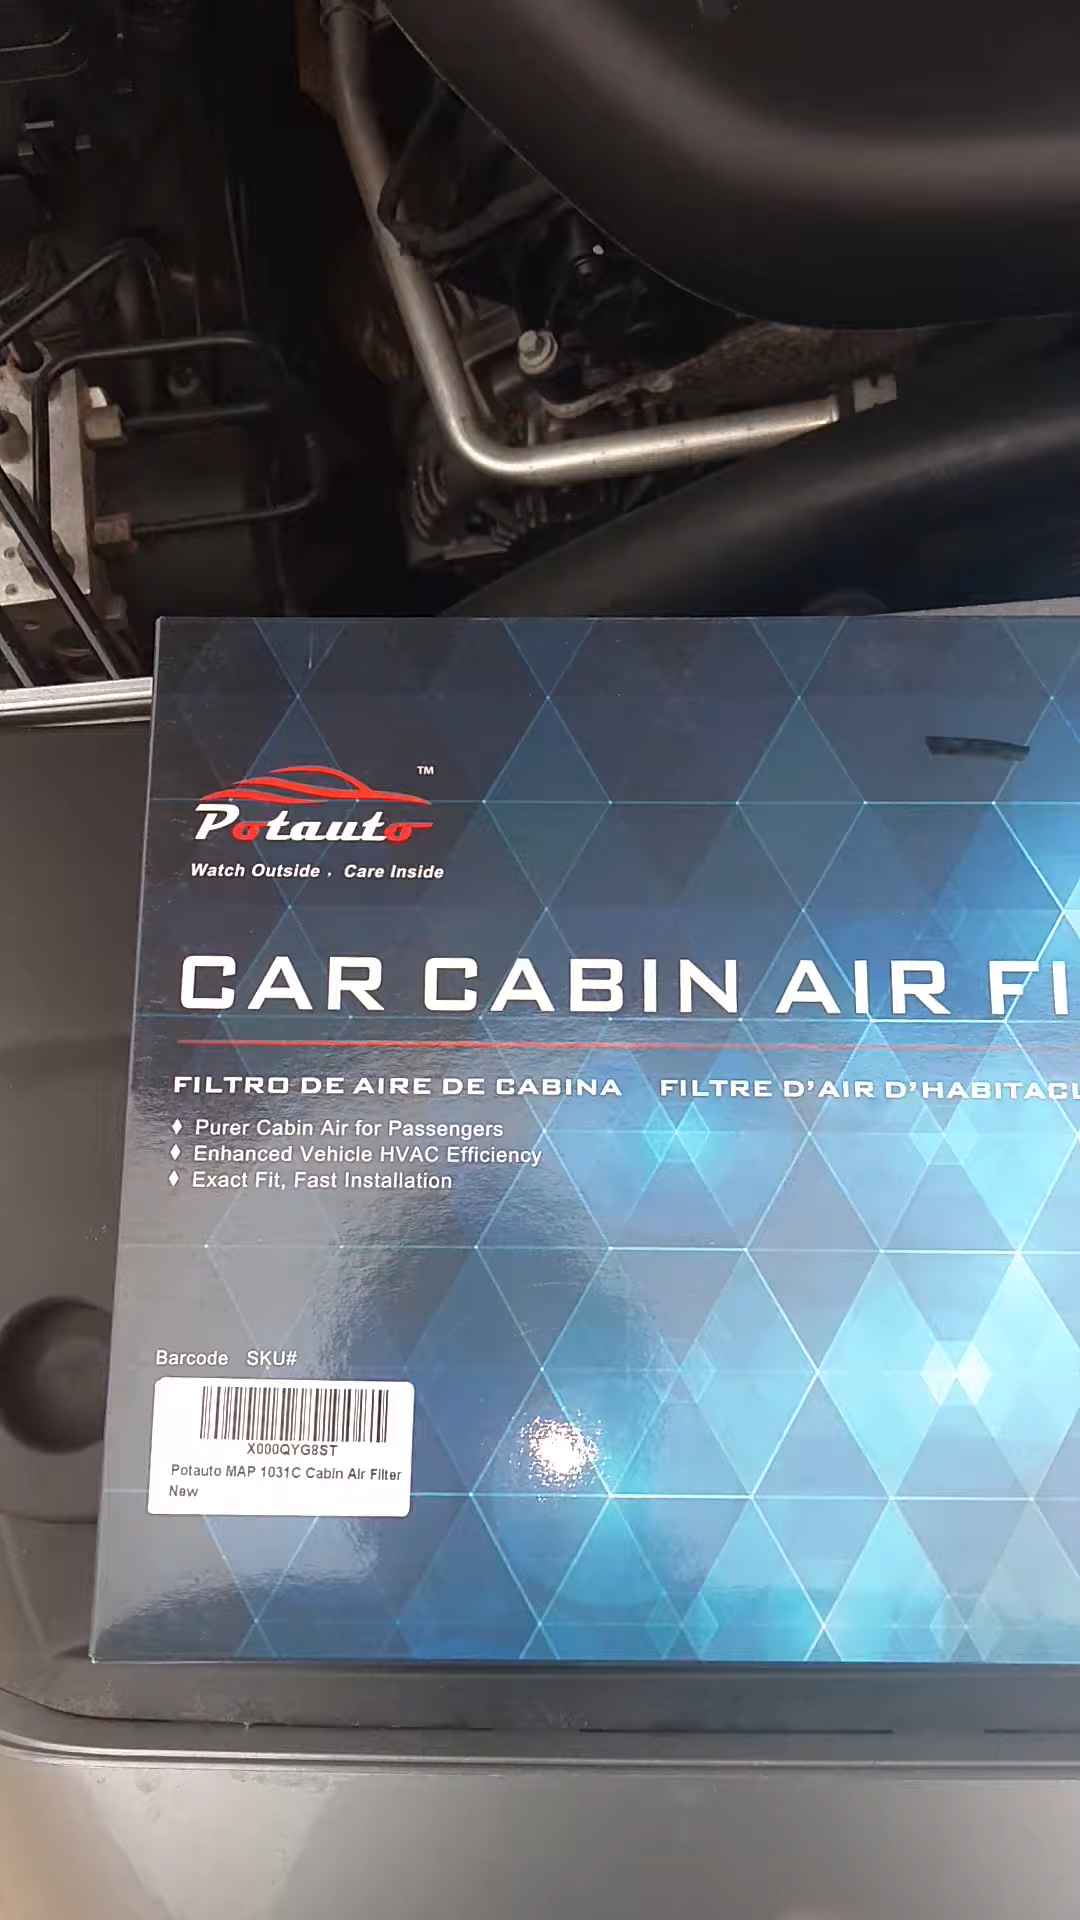 Potauto™
Watch Outside, Care Inside
CAR CABIN AIR FI
FILTRO DE AIRE DE CABINA FILTRE D'AIR D'HABITACL
♦ Purer Cabin Air for Passengers
♦ Enhanced Vehicle HVAC Efficiency
♦ Exact Fit, Fast Installation
Barcode SKU#
X000QYG8ST
Potauto MAP 1031C Cabin Air Filter
New